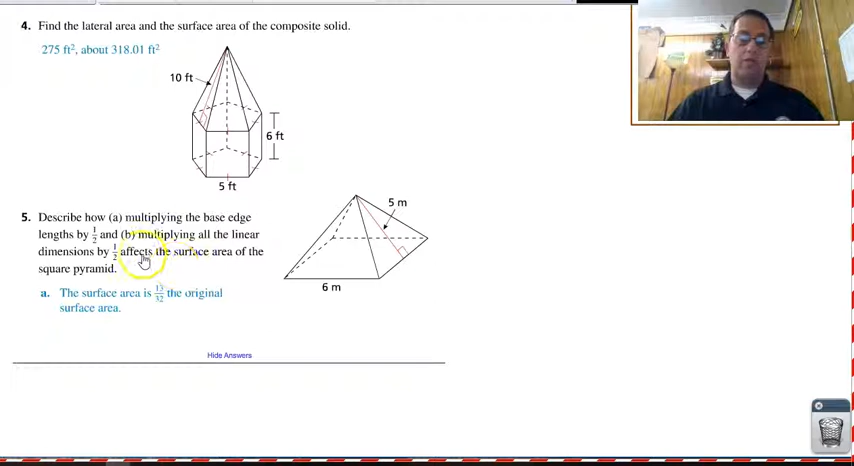 4. Find the lateral area and the surface area of the composite solid.
275 ft², about 318.01 ft²
10 ft
6 ft
5 ft
5. Describe how (a) multiplying the base edge
lengths by 1/2 and (b) multiplying all the linear
dimensions by 1/2 affects the surface area of the
square pyramid.
5 m
6 m
a. The surface area is 13/32 the original
surface area.
Hide Answers